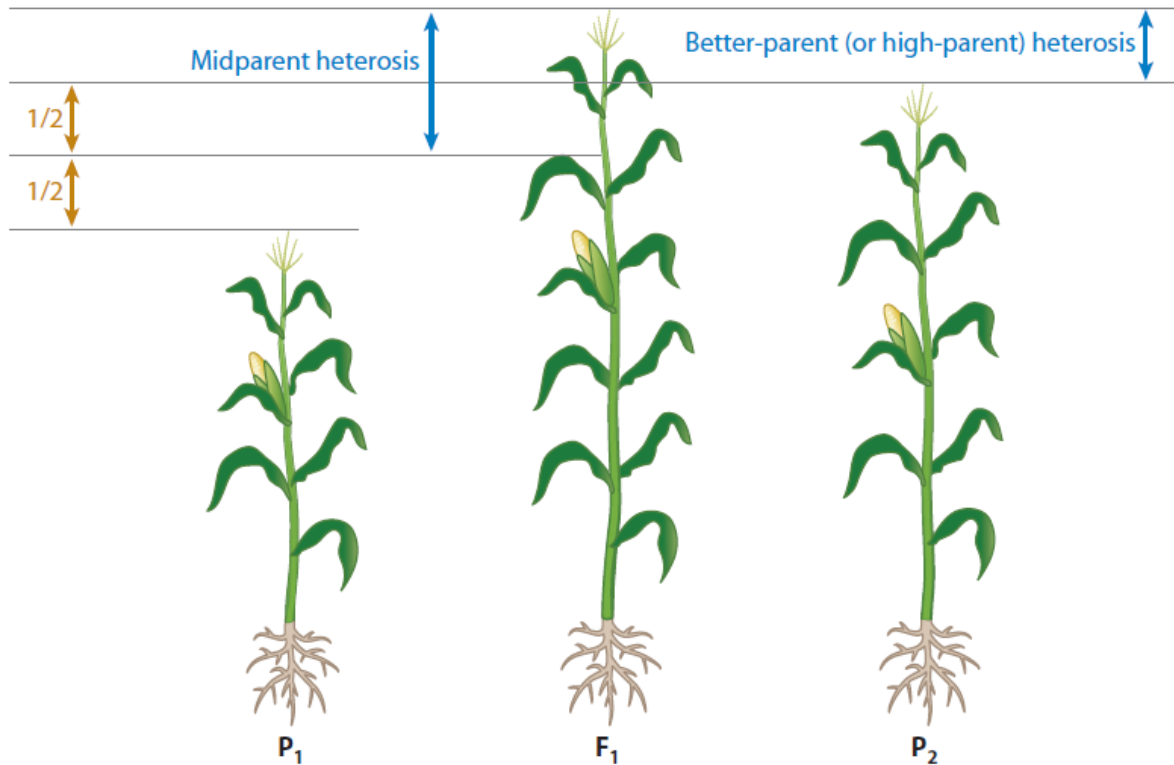 Midparent heterosis
Better-parent (or high-parent) heterosis
1/2
1/2
P₁
F₁
P₂